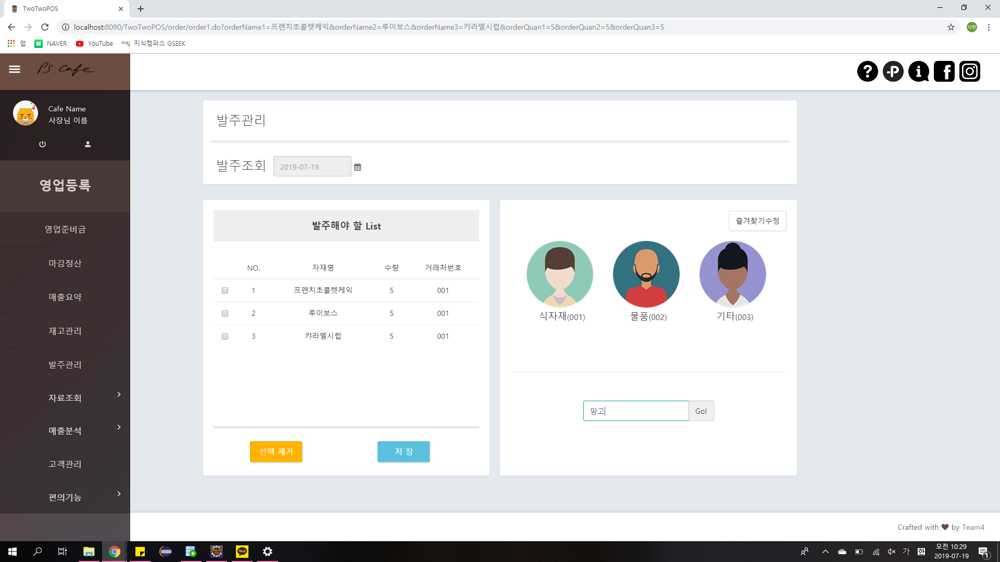 TwoTwoPOS
localhost:8090/TwoTwoPOS/order/order1.do?orderName1=프렌치초콜렛케익&orderName2=루이보스&orderName3=캬라멜시럽&orderQuan1=5&orderQuan2=5&orderQuan3=5
다현
앱 NAVER YouTube 지식 지식캠퍼스 GSEEK
P.S. Cafe
Cafe Name
사장님 이름
영업등록
영업준비금
마감정산
매출요약
재고관리
발주관리
자료조회
매출분석
고객관리
편의기능
발주관리
발주조회 2019-07-19
발주해야 할 List
NO. 자재명 수량 거래처번호
1 프렌치초콜렛케익 5 001
2 루이보스 5 001
3 캬라멜시럽 5 001
선택 제거 저 장
즐겨찾기수정
식자재(001) 물품(002) 기타(003)
망고 Go!
Crafted with by Team4
TALK
가 한
오전 10:29
2019-07-19
1